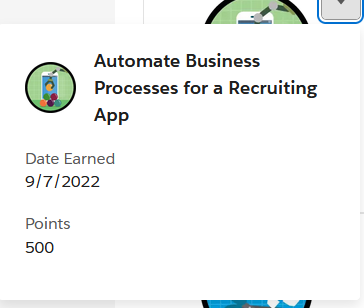 Automate Business
Processes for a Recruiting
App
Date Earned
9/7/2022
Points
500